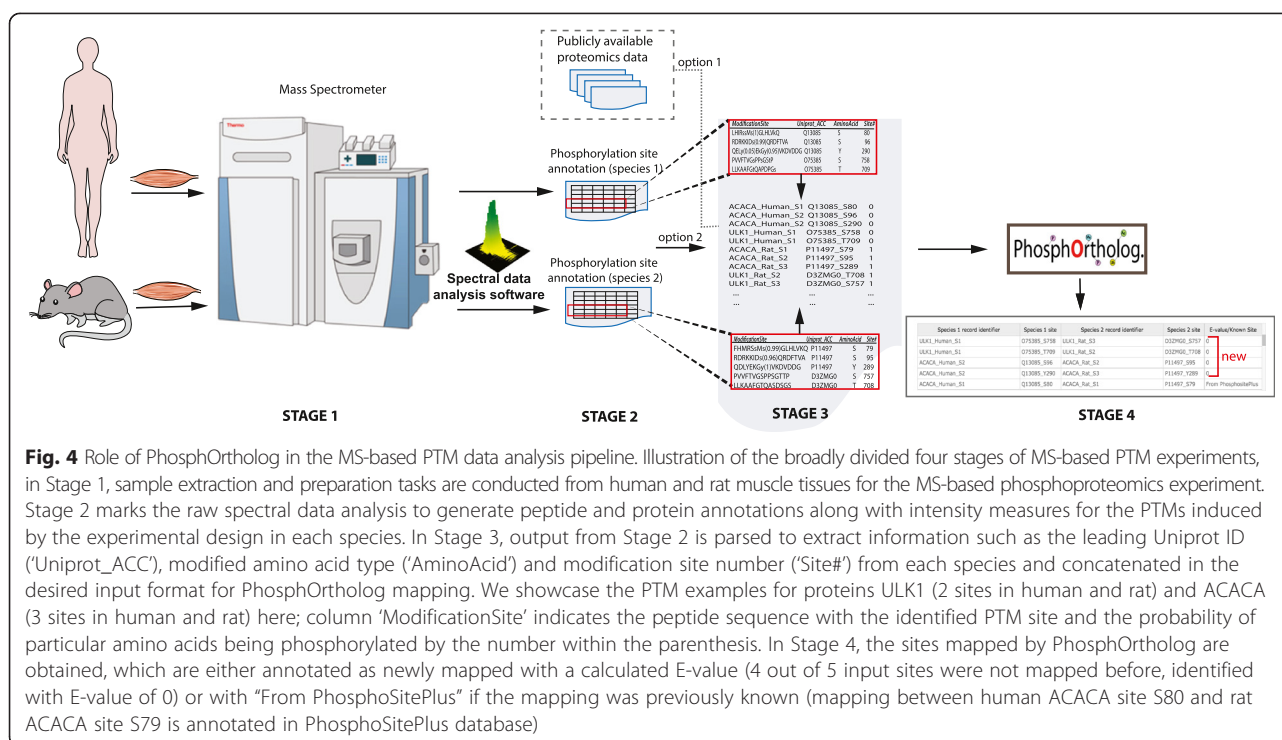 Publicly available
proteomics data
option 1
Mass Spectrometer
Thermo
Phosphorylation site
annotation (species 1)
Spectral data
analysis software
Phosphorylation site
annotation (species 2)
option 2
ModificationSite Uniprot_ACC AminoAcid Site#
LHIRssMs(1)GLHLVkQ Q13085 S 80
RDRKKIDs(0.99)QRDFTVA Q13085 S 96
QELy(0.05)EkGy(0.95)VKDVDDG Q13085 Y 290
PVVFTVGsPPsGStP O75385 S 758
LLKAAFGtQAPDPGs O75385 T 709
ACACA_Human_S1 Q13085_S80 0
ACACA_Human_S2 Q13085_S96 0
ACACA_Human_S2 Q13085_S290 0
ULK1_Human_S1 O75385_S758 0
ULK1_Human_S1 O75385_T709 0
ACACA_Rat_S1 P11497_S79 1
ACACA_Rat_S2 P11497_S95 1
ACACA_Rat_S3 P11497_S289 1
ULK1_Rat_S2 D3ZMG0_T708 1
ULK1_Rat_S3 D3ZMG0_S757 1
... ...
... ...
ModificationSite Uniprot_ACC AminoAcid Site#
FHMRSsMs(0.99)GLHLVKQ P11497 S 79
RDRKKIDs(0.96)QRDFTVA P11497 S 95
QDLYEKGy(1)VKDVDDG P11497 Y 289
PVVFTVGSPPSGTTP D3ZMG0 S 757
LLKAAFGTQASDSGS D3ZMG0 T 708
PhosphOrtholog.
Species 1 record identifier Species 1 site Species 2 record identifier Species 2 site E-value/Known Site
ULK1_Human_S1 O75385_S758 ULK1_Rat_S3 D3ZMG0_S757 0
ULK1_Human_S1 O75385_T709 ULK1_Rat_S2 D3ZMG0_T708 0
ACACA_Human_S2 Q13085_S96 ACACA_Rat_S2 P11497_S95 0
ACACA_Human_S2 Q13085_Y290 ACACA_Rat_S3 P11497_Y289 0
ACACA_Human_S1 Q13085_S80 ACACA_Rat_S1 P11497_S79 From PhosphositePlus
new
STAGE 1
STAGE 2
STAGE 3
STAGE 4
Fig. 4 Role of PhosphOrtholog in the MS-based PTM data analysis pipeline. Illustration of the broadly divided four stages of MS-based PTM experiments,
in Stage 1, sample extraction and preparation tasks are conducted from human and rat muscle tissues for the MS-based phosphoproteomics experiment.
Stage 2 marks the raw spectral data analysis to generate peptide and protein annotations along with intensity measures for the PTMs induced
by the experimental design in each species. In Stage 3, output from Stage 2 is parsed to extract information such as the leading Uniprot ID
(‘Uniprot_ACC’), modified amino acid type (‘AminoAcid’) and modification site number (‘Site#’) from each species and concatenated in the
desired input format for PhosphOrtholog mapping. We showcase the PTM examples for proteins ULK1 (2 sites in human and rat) and ACACA
(3 sites in human and rat) here; column ‘ModificationSite’ indicates the peptide sequence with the identified PTM site and the probability of
particular amino acids being phosphorylated by the number within the parenthesis. In Stage 4, the sites mapped by PhosphOrtholog are
obtained, which are either annotated as newly mapped with a calculated E-value (4 out of 5 input sites were not mapped before, identified
with E-value of 0) or with “From PhosphoSitePlus” if the mapping was previously known (mapping between human ACACA site S80 and rat
ACACA site S79 is annotated in PhosphoSitePlus database)